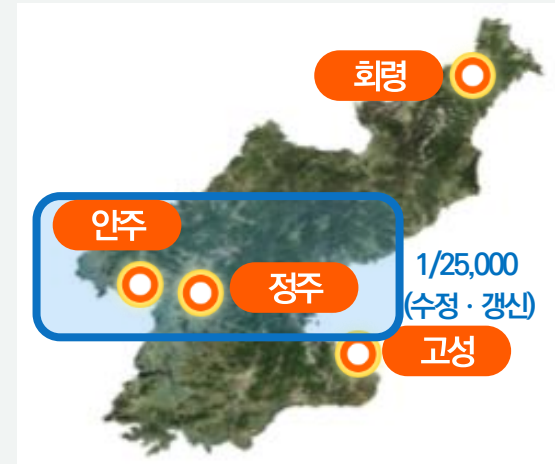 회령
안주
정주
1/25,000
(수정 · 갱신)
고성